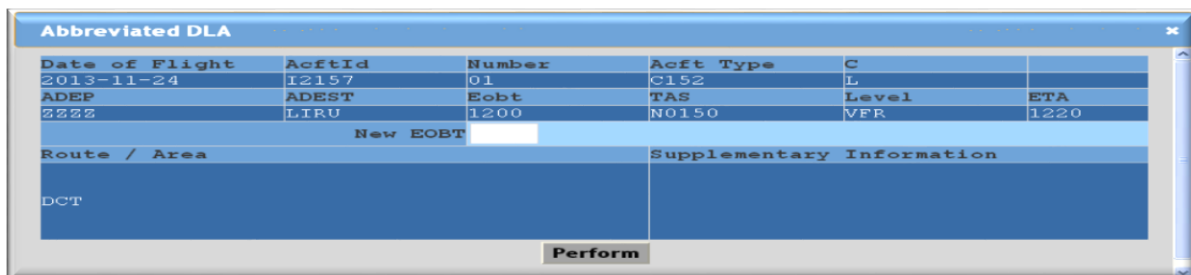 Abbreviated DLA
Date of Flight AcftId Number Acft Type C
2013-11-24 I2157 01 C152 L
ADEP ADEST Eobt TAS Level ETA
ZZZZ LIRU 1200 N0150 VFR 1220
New EOBT
Route / Area Supplementary Information
DCT
Perform